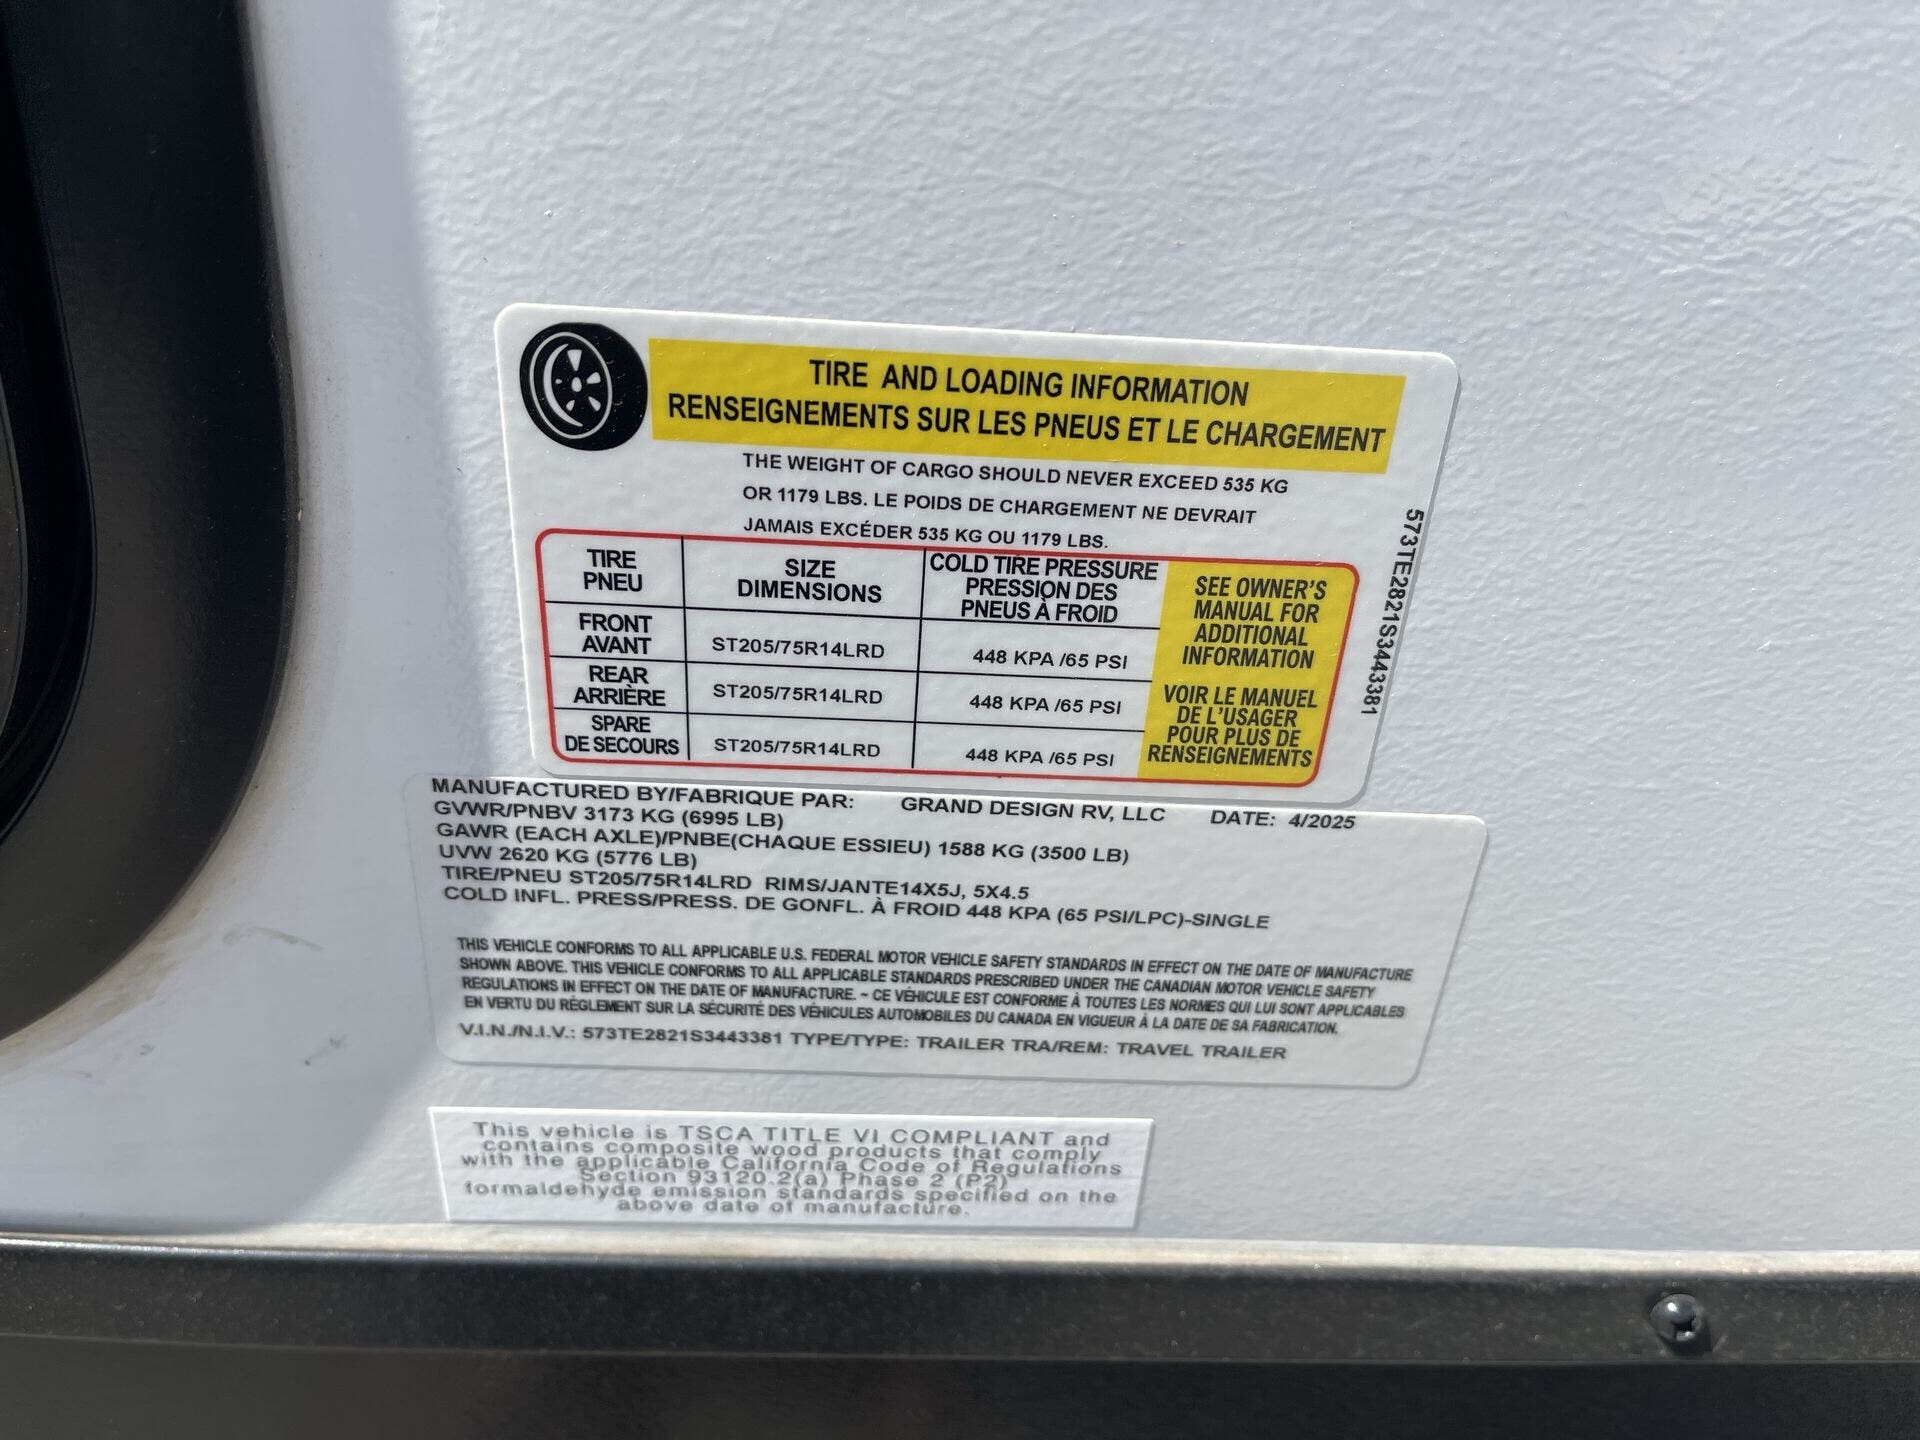 TIRE AND LOADING INFORMATION
RENSEIGNEMENTS SUR LES PNEUS ET LE CHARGEMENT
THE WEIGHT OF CARGO SHOULD NEVER EXCEED 535 KG
OR 1179 LBS. LE POIDS DE CHARGEMENT NE DEVRAIT
JAMAIS EXCÉDER 535 KG OU 1179 LBS.
TIRE
PNEU
SIZE
DIMENSIONS
COLD TIRE PRESSURE
PRESSION DES
PNEUS À FROID
FRONT
AVANT
ST205/75R14LRD
448 KPA /65 PSI
REAR
ARRIÈRE
ST205/75R14LRD
448 KPA /65 PSI
SPARE
DE SECOURS
ST205/75R14LRD
448 KPA /65 PSI
SEE OWNER'S
MANUAL FOR
ADDITIONAL
INFORMATION
VOIR LE MANUEL
DE L'USAGER
POUR PLUS DE
RENSEIGNEMENTS
573TE2821S3443381
MANUFACTURED BY/FABRIQUE PAR: GRAND DESIGN RV, LLC DATE: 4/2025
GVWR/PNBV 3173 KG (6995 LB)
GAWR (EACH AXLE)/PNBE(CHAQUE ESSIEU) 1588 KG (3500 LB)
UVW 2620 KG (5776 LB)
TIRE/PNEU ST205/75R14LRD RIMS/JANTE14X5J, 5X4.5
COLD INFL. PRESS/PRESS. DE GONFL. À FROID 448 KPA (65 PSI/LPC)-SINGLE
THIS VEHICLE CONFORMS TO ALL APPLICABLE U.S. FEDERAL MOTOR VEHICLE SAFETY STANDARDS IN EFFECT ON THE DATE OF MANUFACTURE
SHOWN ABOVE. THIS VEHICLE CONFORMS TO ALL APPLICABLE STANDARDS PRESCRIBED UNDER THE CANADIAN MOTOR VEHICLE SAFETY
REGULATIONS IN EFFECT ON THE DATE OF MANUFACTURE. ~ CE VÉHICULE EST CONFORME À TOUTES LES NORMES QUI LUI SONT APPLICABLES
EN VERTU DU RÉGLEMENT SUR LA SÉCURITÉ DES VÉHICULES AUTOMOBILES DU CANADA EN VIGUEUR À LA DATE DE SA FABRICATION.
V.I.N./N.I.V.: 573TE2821S3443381 TYPE/TYPE: TRAILER TRA/REM: TRAVEL TRAILER
This vehicle is TSCA TITLE VI COMPLIANT and
contains composite wood products that comply
with the applicable California Code of Regulations
Section 93120.2(a) Phase 2 (P2)
formaldehyde emission standards specified on the
above date of manufacture.